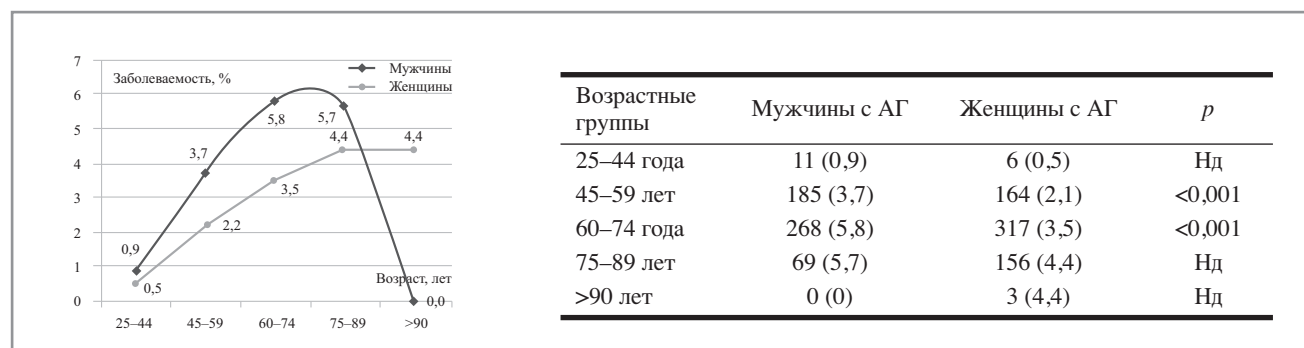 7
6
5
4
3
2
1
0
Заболеваемость, %
Мужчины
Женщины
0,9
3,7
5,8
5,7
0,0
0,5
2,2
3,5
4,4
4,4
Возраст, лет
25–44 45–59 60–74 75–89 >90
Возрастные группы Мужчины с АГ Женщины с АГ p
25–44 года 11 (0,9) 6 (0,5) Нд
45–59 лет 185 (3,7) 164 (2,1) <0,001
60–74 года 268 (5,8) 317 (3,5) <0,001
75–89 лет 69 (5,7) 156 (4,4) Нд
>90 лет 0 (0) 3 (4,4) Нд